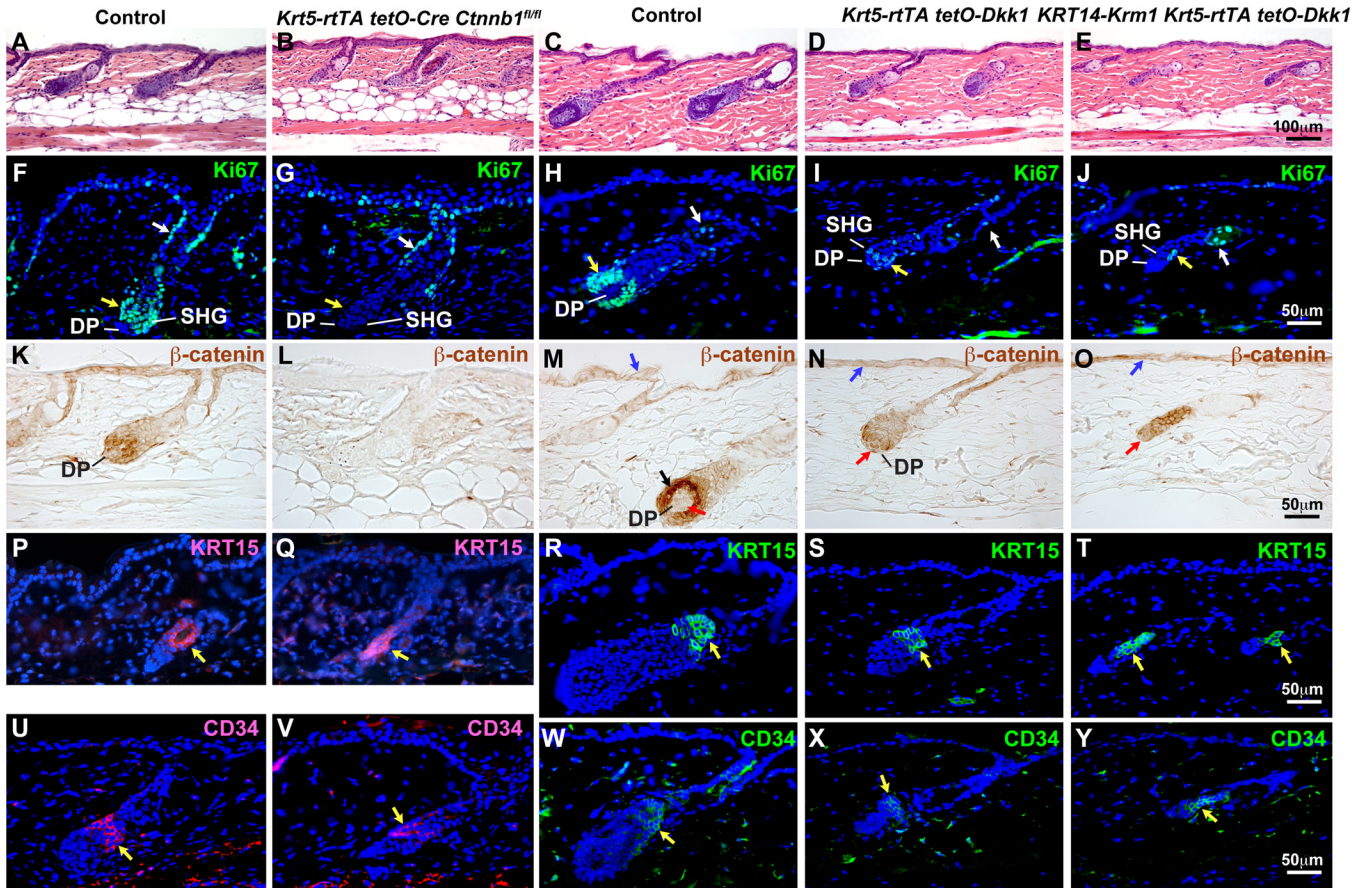 Control
Krt5-rtTA tetO-Cre Ctnnb1fl/fl
Control
Krt5-rtTA tetO-Dkk1
KRT14-Krm1 Krt5-rtTA tetO-Dkk1
A
B
C
D
E
100μm
F Ki67
DP
SHG
G Ki67
DP
SHG
H Ki67
DP
I Ki67
SHG
DP
J Ki67
SHG
DP
50μm
K β-catenin
DP
L β-catenin
M β-catenin
DP
N β-catenin
DP
O β-catenin
50μm
P KRT15
Q KRT15
R KRT15
S KRT15
T KRT15
50μm
U CD34
V CD34
W CD34
X CD34
Y CD34
50μm